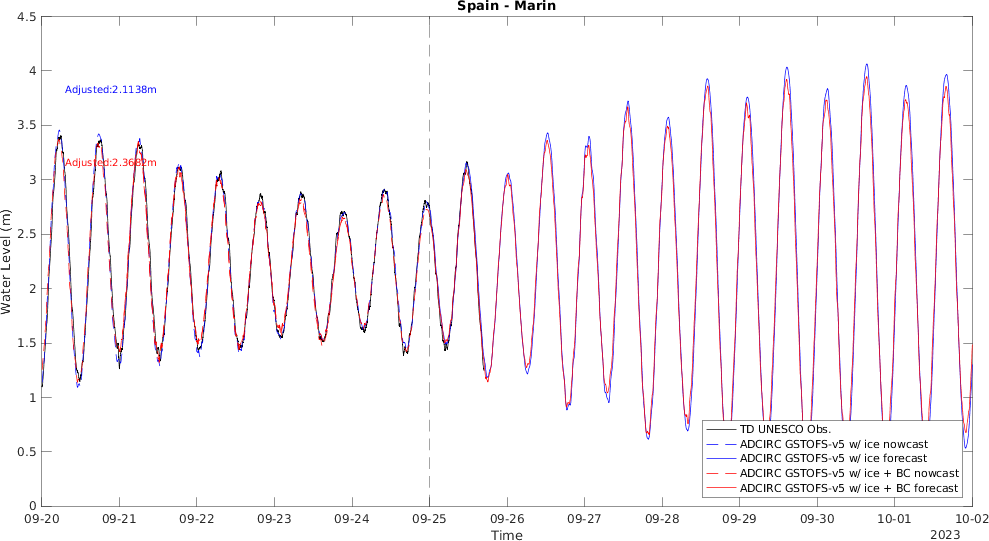 Spain - Marin
4.5
4
3.5
3
2.5
2
1.5
1
0.5
0
Water Level (m)
Adjusted:2.1138m
Adjusted:2.3682m
TD UNESCO Obs.
ADCIRC GSTOFS-v5 w/ ice nowcast
ADCIRC GSTOFS-v5 w/ ice forecast
ADCIRC GSTOFS-v5 w/ ice + BC nowcast
ADCIRC GSTOFS-v5 w/ ice + BC forecast
09-20 09-21 09-22 09-23 09-24 09-25 09-26 09-27 09-28 09-29 09-30 10-01 10-02
Time
2023